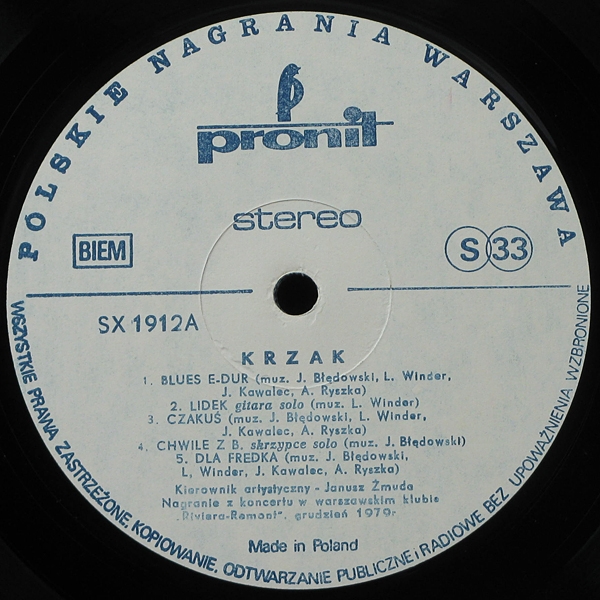 POLSKIE NAGRANIA WARSZAWA
pronit
stereo
BIEM
S 33
SX 1912A
KRZAK
1. BLUES E-DUR (muz. J. Błędowski, L. Winder,
J. Kawalec, A. Ryszka)
2. LIDEK gitara solo (muz. L. Winder)
3. CZAKUŚ (muz. J. Błędowski, L. Winder,
J. Kawalec, A. Ryszka)
4. CHWILE Z B. skrzypce solo (muz. J. Błędowski)
5. DLA FREDKA (muz. J. Błędowski,
L, Winder, J. Kawalec, A. Ryszka)
Kierownik artystyczny - Janusz Żmuda
Nagranie z koncertu w warszawskim klubie
„Riviera-Remont”, grudzień 1979r
Made in Poland
WSZYSTKIE PRAWA ZASTRZEŻONE, KOPIOWANIE, ODTWARZANIE PUBLICZNE i RADIOWE BEZ UPOWAŻNIENIA WZBRONIONE